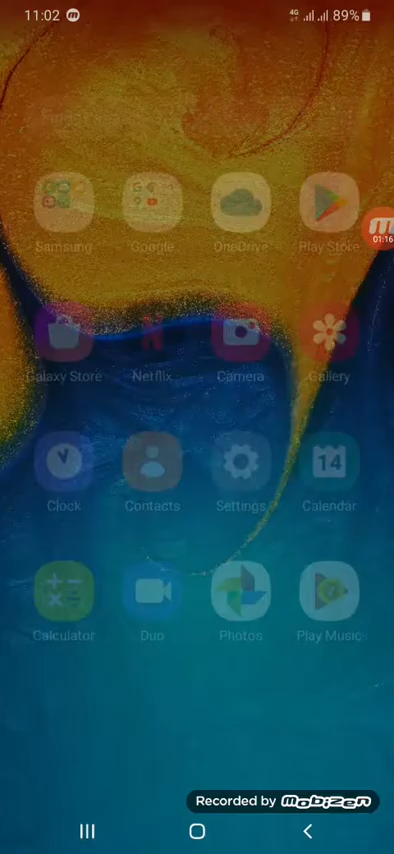 11:02 4G 89%
Samsung Google OneDrive Play Store
01:16
Galaxy Store Netflix Camera Gallery
14
Clock Contacts Settings Calendar
Calculator Duo Photos Play Music
Recorded by mobizen